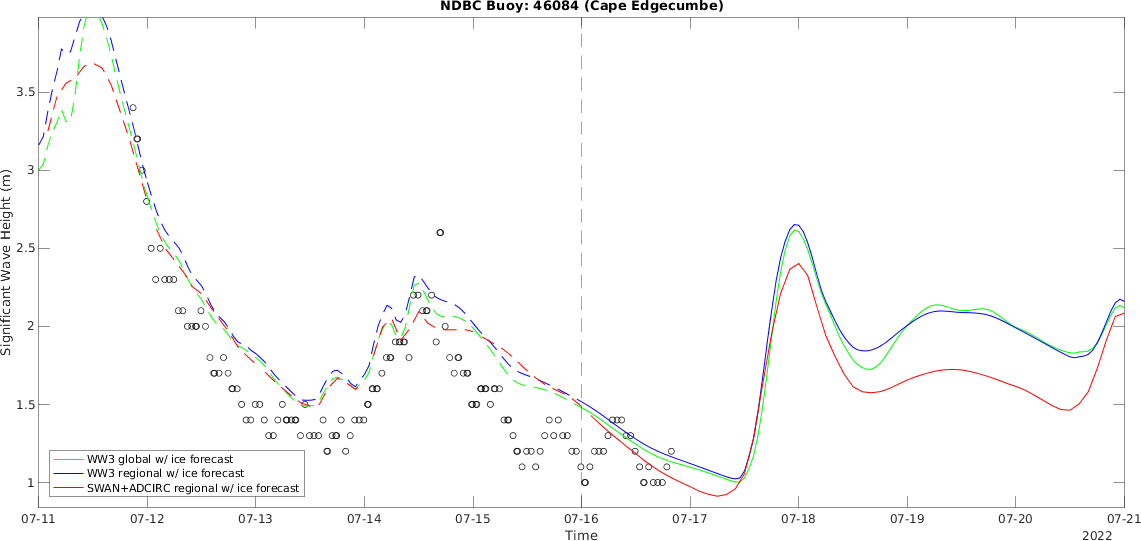 NDBC Buoy: 46084 (Cape Edgecumbe)
Significant Wave Height (m)
3.5
3
2.5
2
1.5
1
WW3 global w/ ice forecast
WW3 regional w/ ice forecast
SWAN+ADCIRC regional w/ ice forecast
07-11 07-12 07-13 07-14 07-15 07-16 07-17 07-18 07-19 07-20 07-21
Time
2022